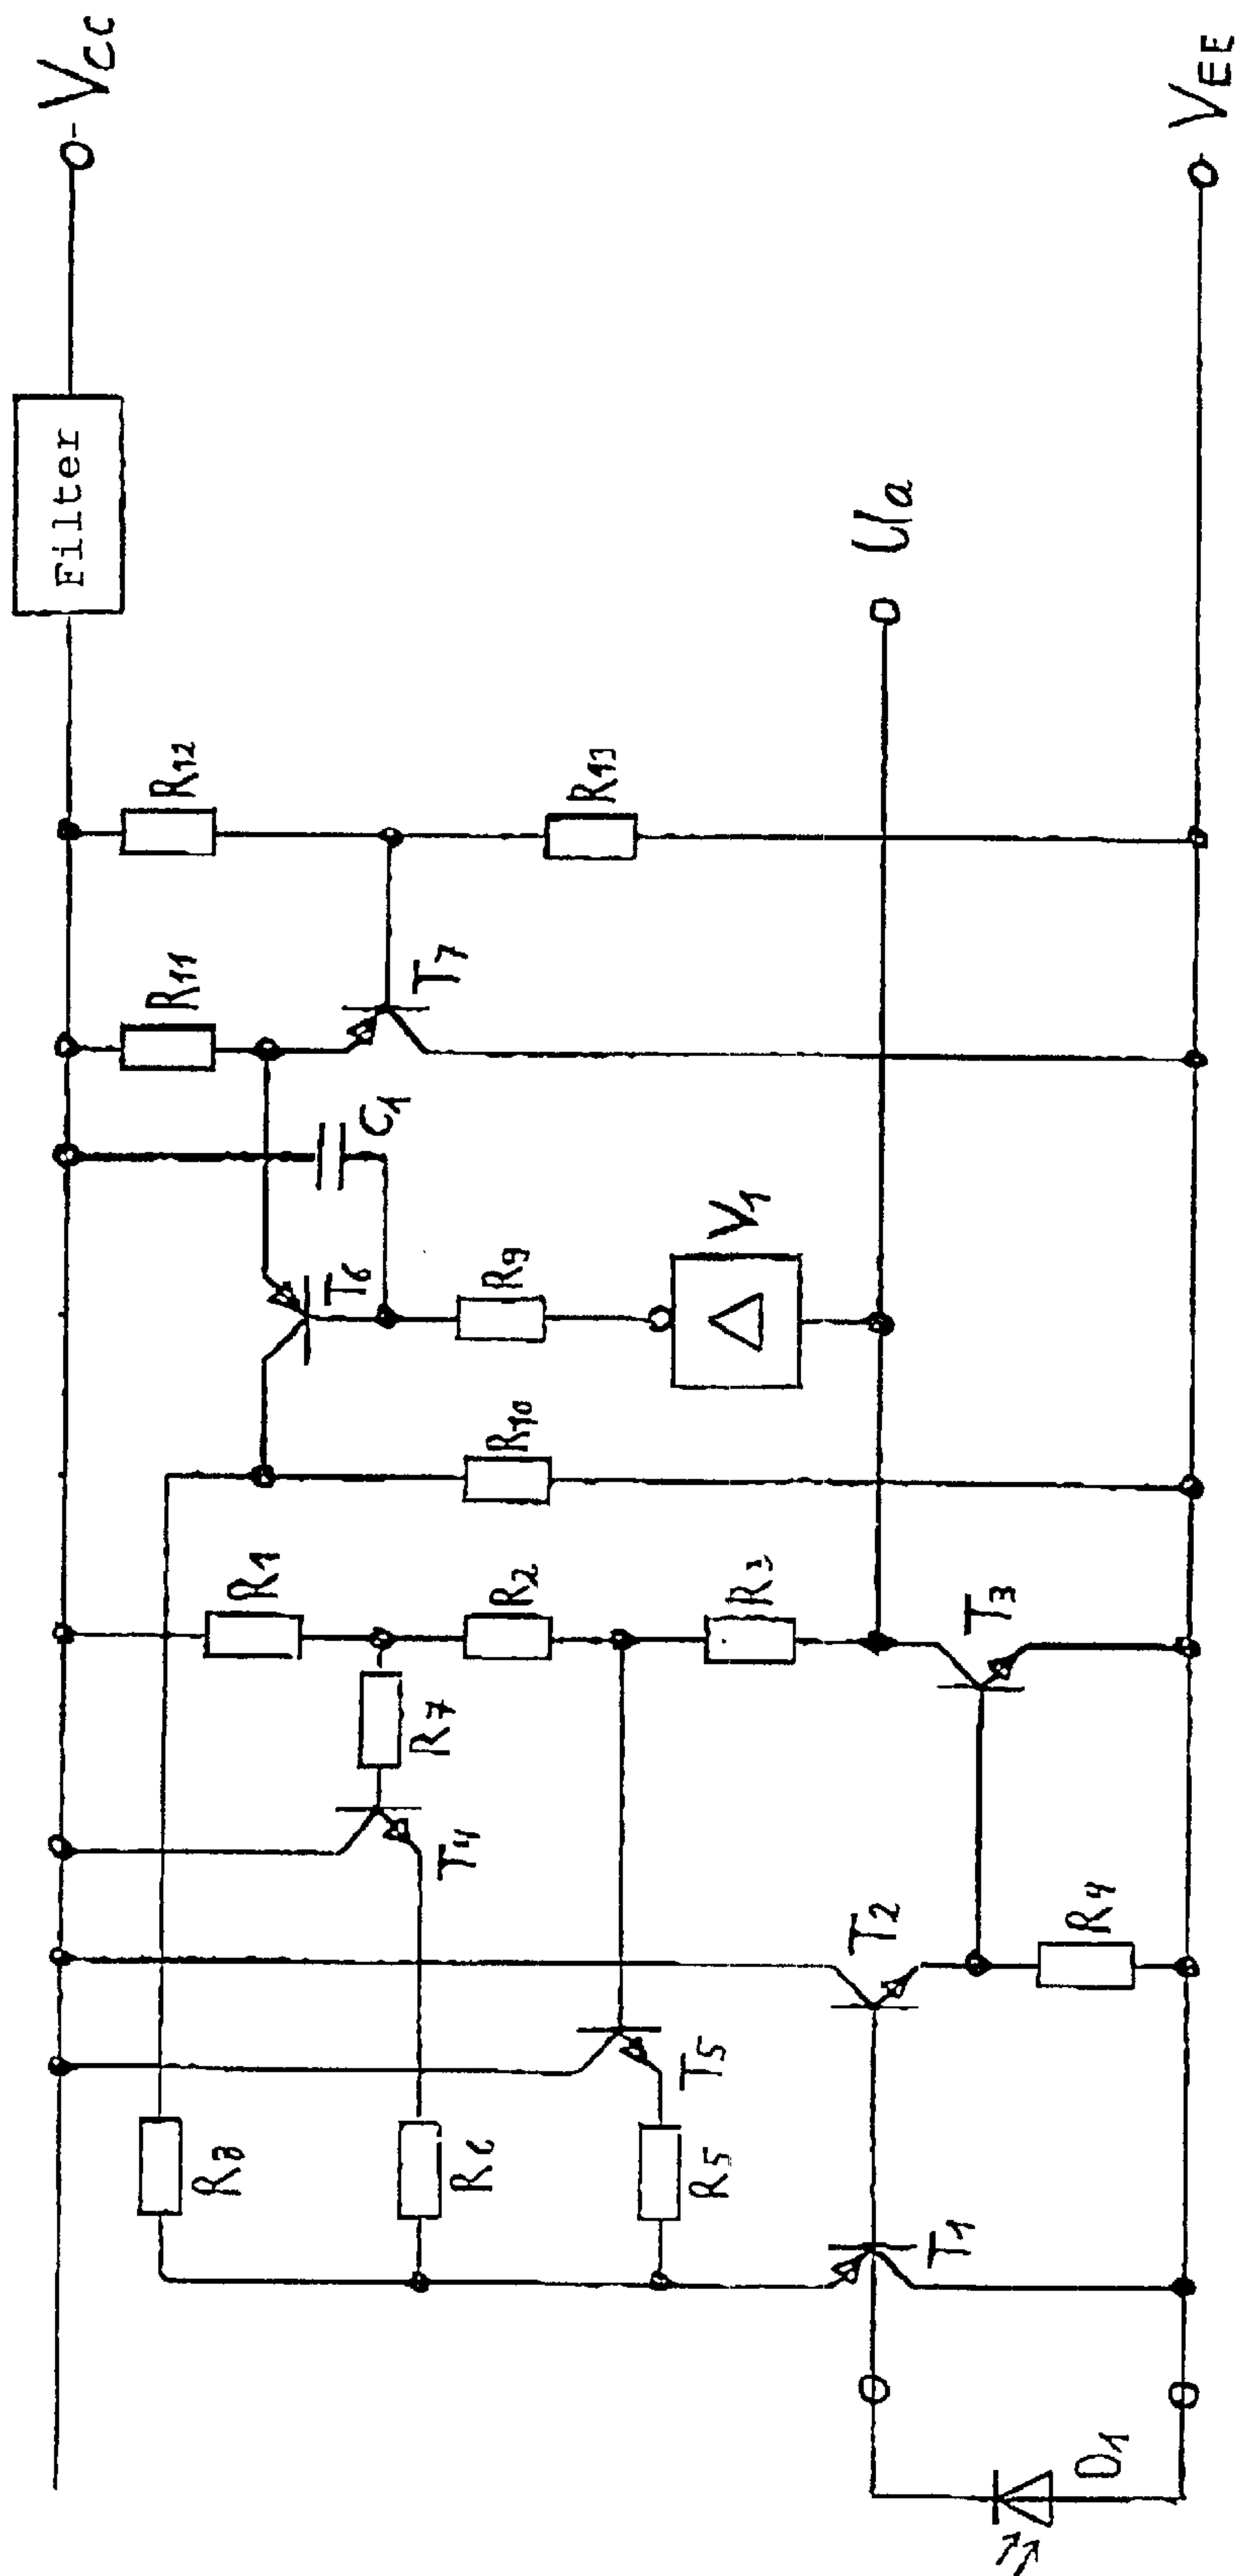 Filter
VCC
R12
R11
R13
T7
C1
T6
R9
V1
Ua
R10
R1
R2
R3
R7
T4
T3
R8
R6
T5
R5
T2
R4
T1
D1
VEE